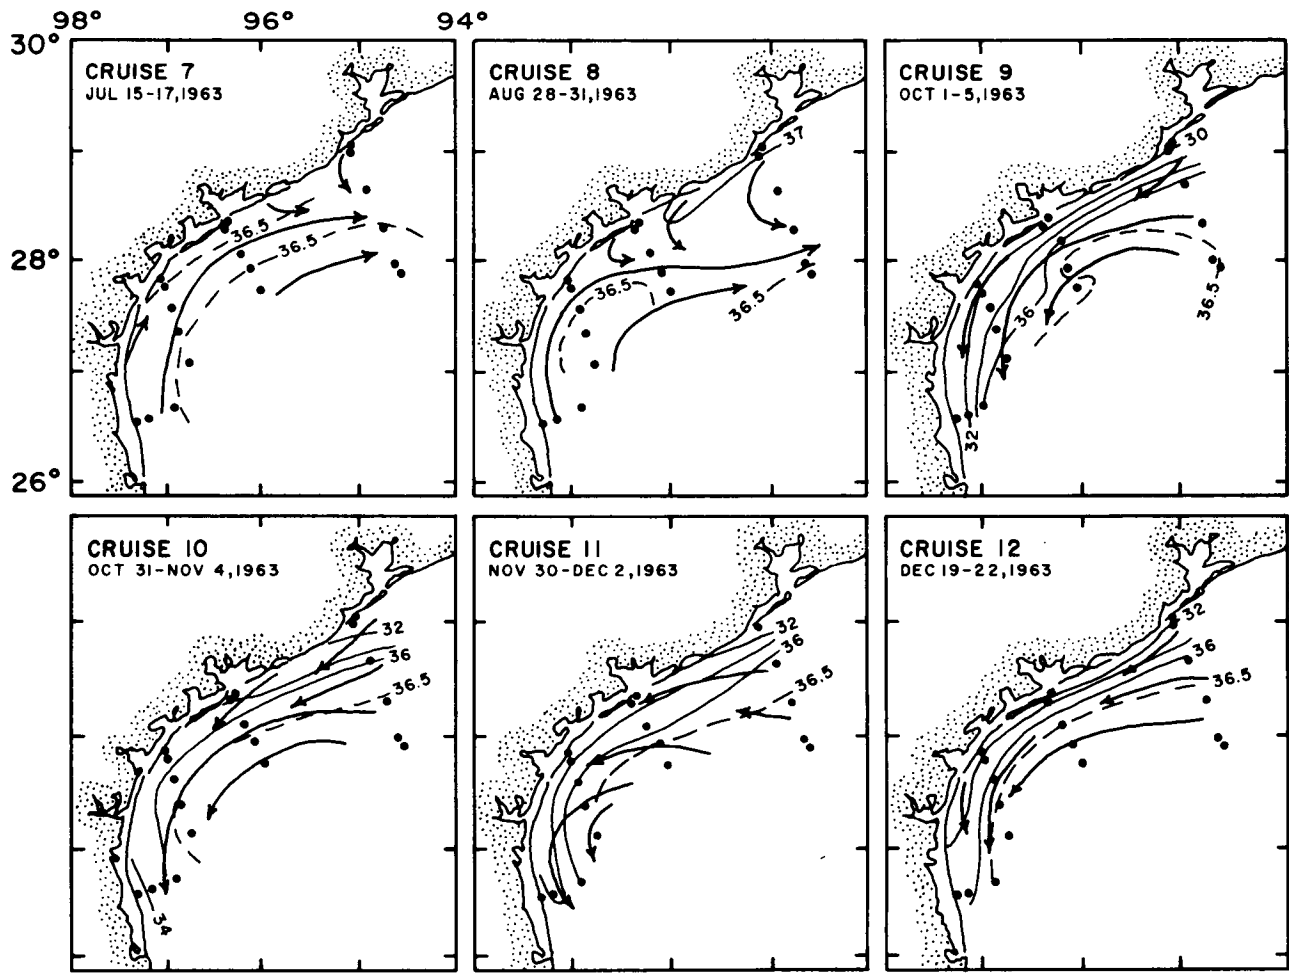 98° 96° 94°
30°
28°
26°
CRUISE 7
JUL 15-17,1963
36.5
36.5
CRUISE 8
AUG 28-31,1963
37
36.5
36.5
CRUISE 9
OCT 1-5,1963
30
36
36.5
32
CRUISE 10
OCT 31-NOV 4,1963
32
36
36.5
34
CRUISE 11
NOV 30-DEC 2,1963
32
36
36.5
CRUISE 12
DEC 19-22,1963
32
36
36.5